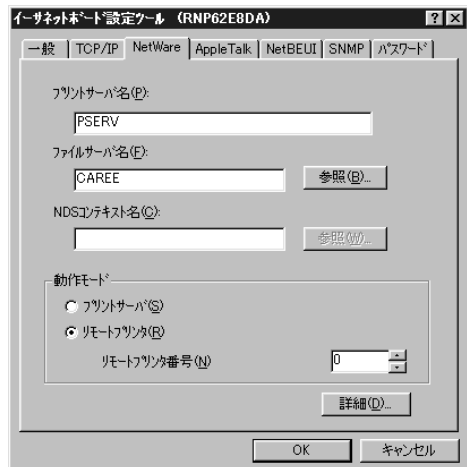 イーサネットボード設定ツール (RNP62E8DA)
一般 TCP/IP NetWare AppleTalk NetBEUI SNMP パスワード
プリントサーバ名(P):
PSERV
ファイルサーバ名(F):
CAREE 参照(B)...
NDSコンテキスト名(C):
参照(W)...
動作モード
プリントサーバ(S)
リモートプリンタ(R)
リモートプリンタ番号(N) 0
詳細(D)...
OK キャンセル